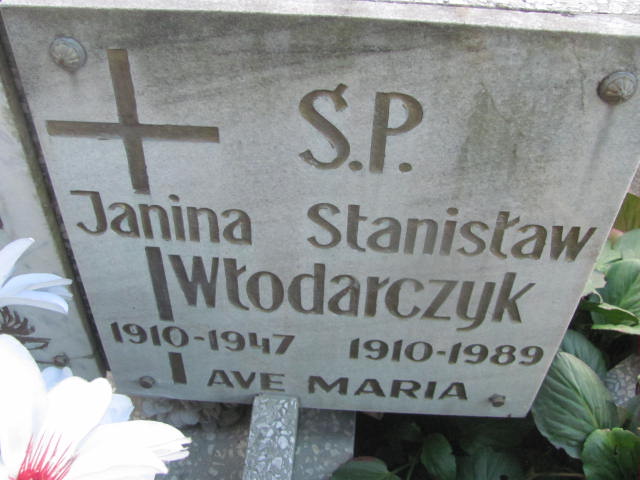 Ś.P.
Janina Stanisław
Włodarczyk
1910-1947 1910-1989
AVE MARIA